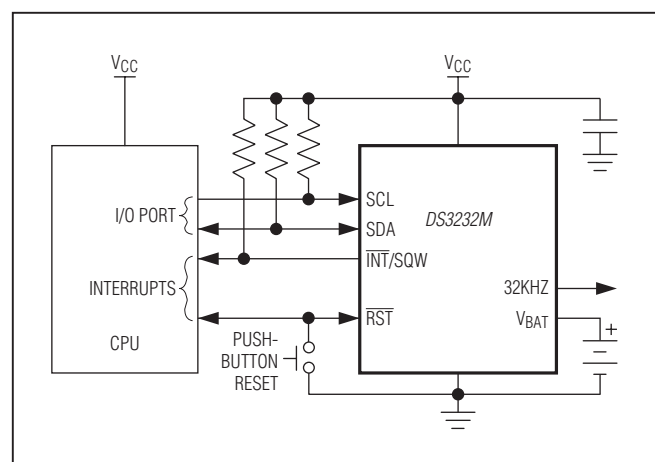 VCC
VCC
I/O PORT
SCL
SDA
DS3232M
INT/SQW
INTERRUPTS
32KHZ
RST
VBAT
CPU
PUSH-
BUTTON
RESET
+